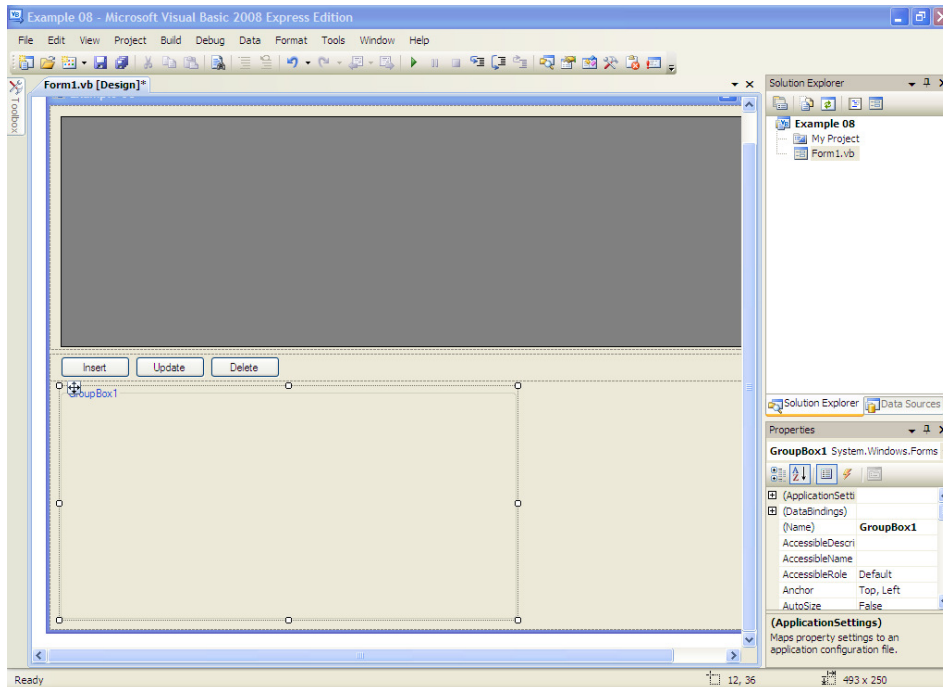 Example 08 - Microsoft Visual Basic 2008 Express Edition
File Edit View Project Build Debug Data Format Tools Window Help
Toolbox
Form1.vb [Design]*
Insert Update Delete
GroupBox1
Solution Explorer
Example 08
My Project
Form1.vb
Solution Explorer Data Sources
Properties
GroupBox1 System.Windows.Forms
(ApplicationSetti
(DataBindings)
(Name) GroupBox1
AccessibleDescri
AccessibleName
AccessibleRole Default
Anchor Top, Left
AutoSize False
(ApplicationSettings)
Maps property settings to an
application configuration file.
Ready 12, 36 493 x 250